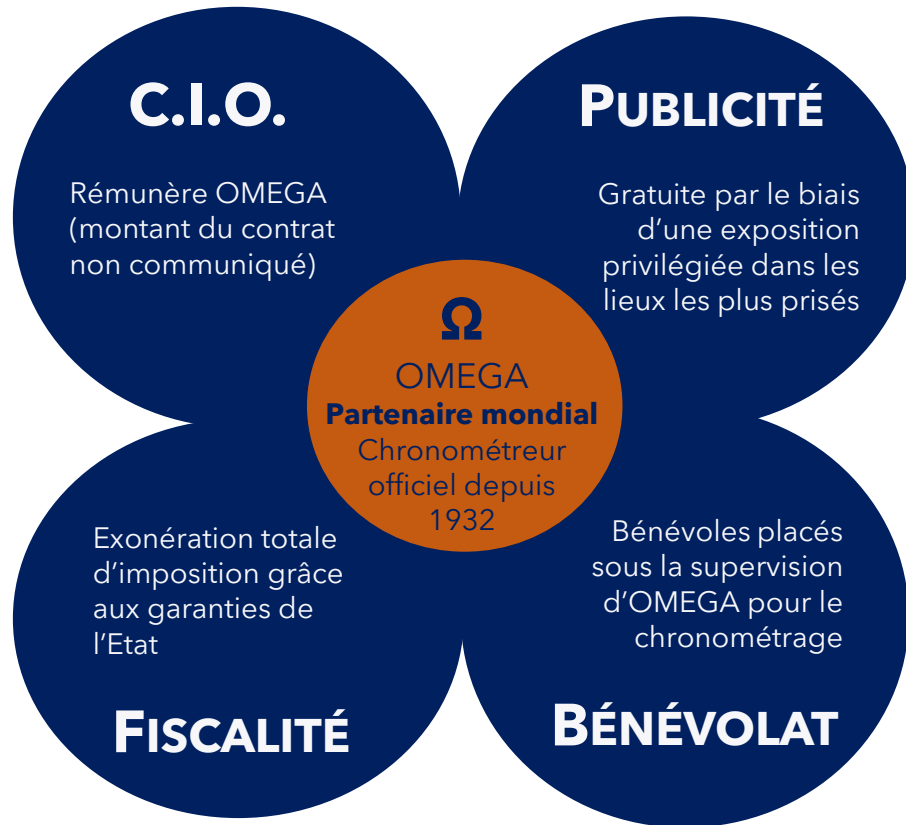 C.I.O.
Rémunère OMEGA
(montant du contrat
non communiqué)
PUBLICITÉ
Gratuite par le biais
d’une exposition
privilégiée dans les
lieux les plus prisés
Ω
OMEGA
Partenaire mondial
Chronométreur
officiel depuis
1932
Exonération totale
d’imposition grâce
aux garanties de
l’Etat
FISCALITÉ
Bénévoles placés
sous la supervision
d’OMEGA pour le
chronométrage
BÉNÉVOLAT